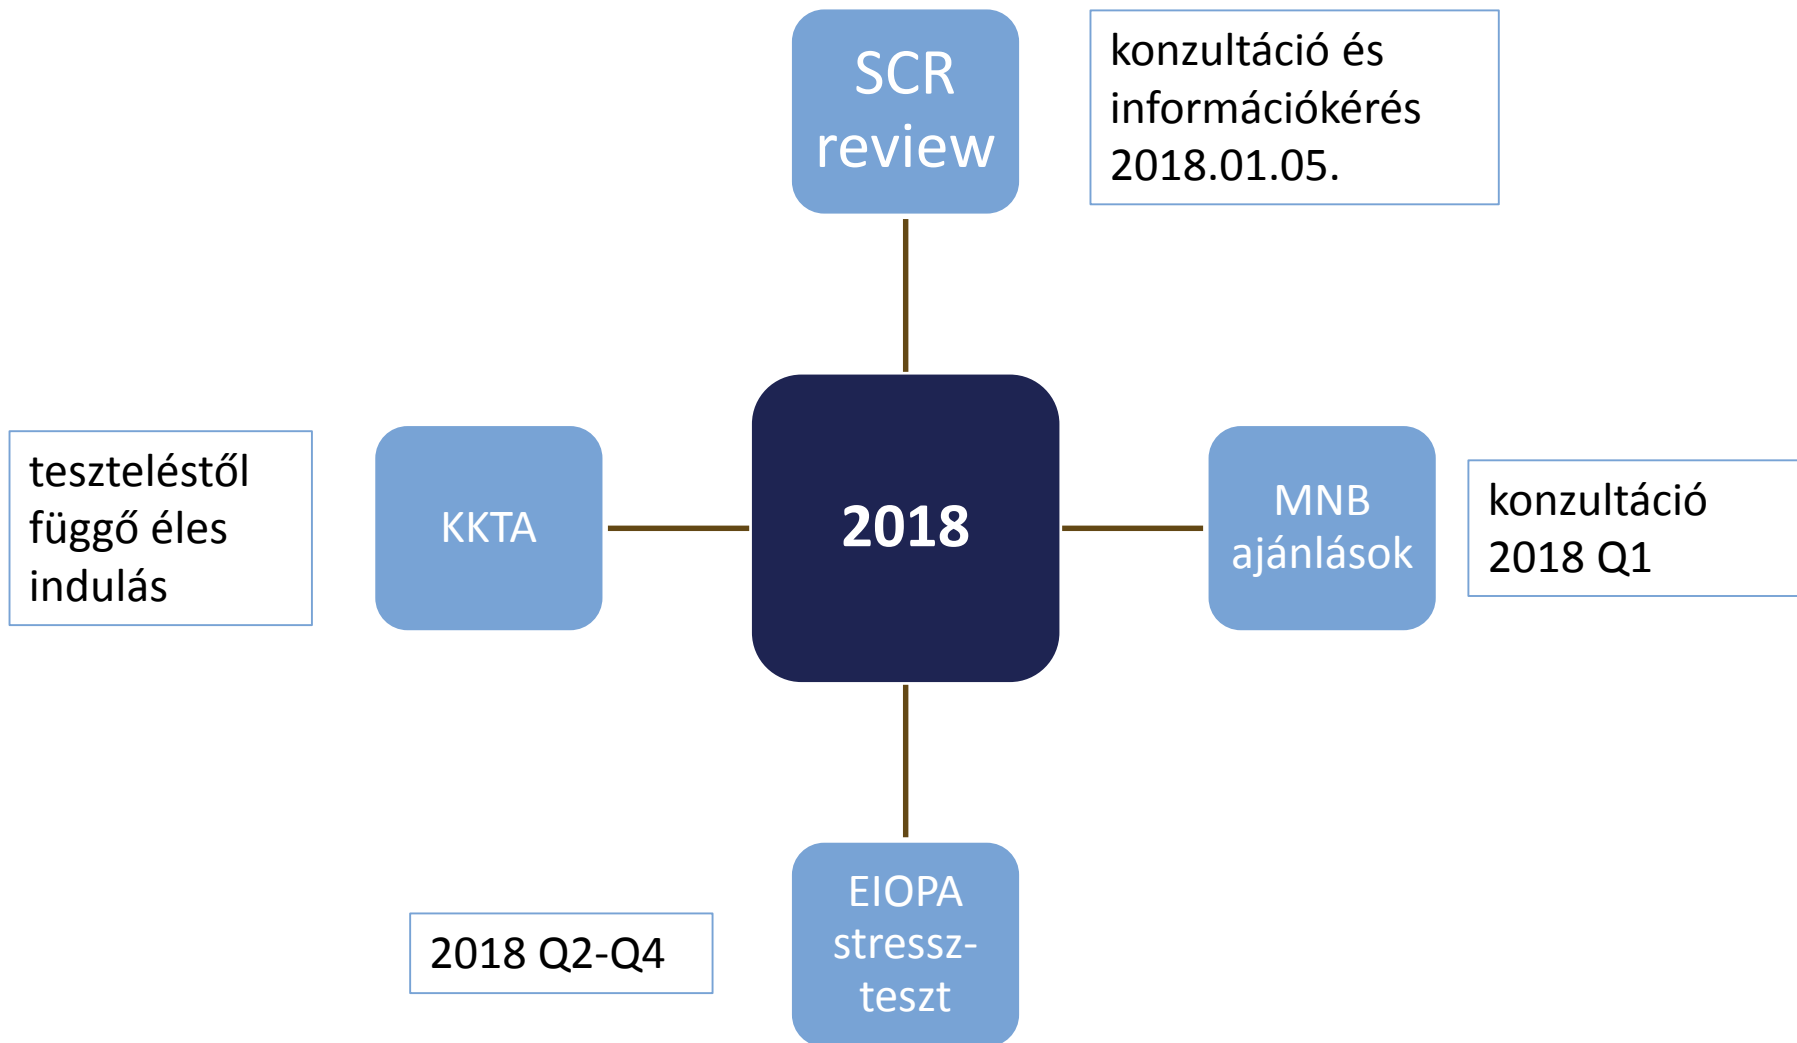 SCR
review
konzultáció és
információkérés
2018.01.05.
teszteléstől
függő éles
indulás
KKTA
2018
MNB
ajánlások
konzultáció
2018 Q1
2018 Q2-Q4
EIOPA
stressz-
teszt